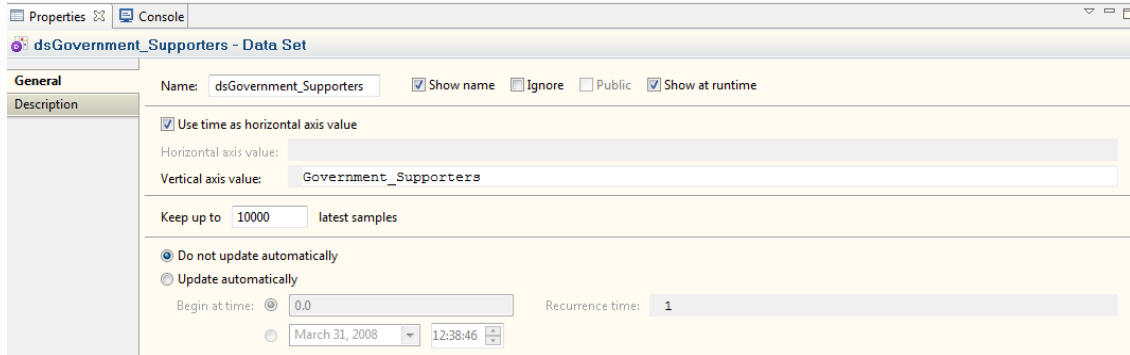 Properties Console
dsGovernment_Supporters - Data Set
General
Description
Name: dsGovernment_Supporters Show name Ignore Public Show at runtime
Use time as horizontal axis value
Horizontal axis value:
Vertical axis value: Government_Supporters
Keep up to 10000 latest samples
Do not update automatically
Update automatically
Begin at time: 0.0 Recurrence time: 1
March 31, 2008 12:38:46